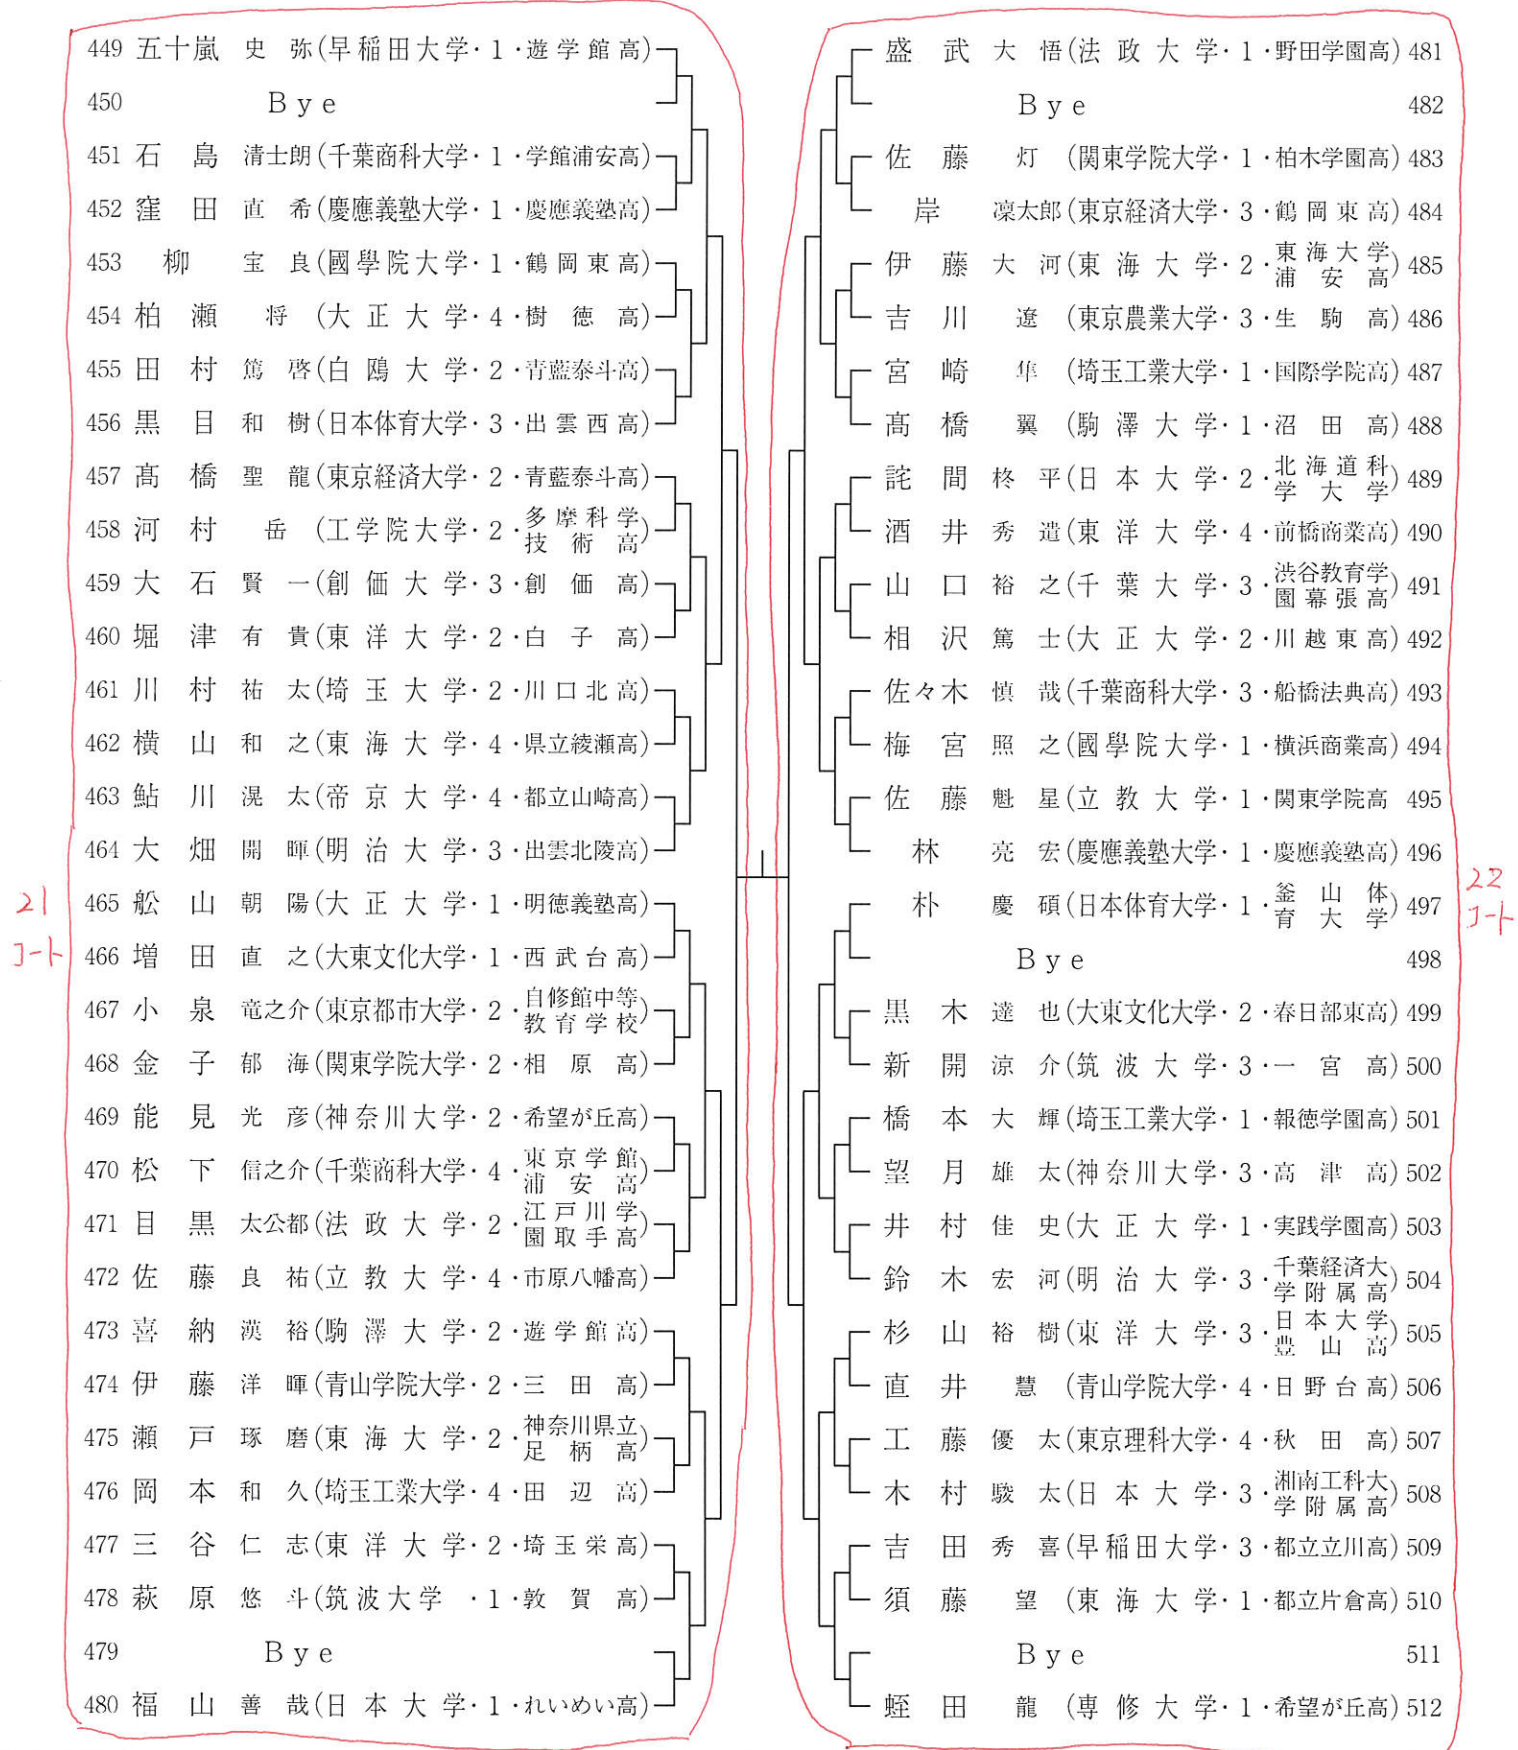 449 五十嵐 史弥(早稲田大学・1・遊学館高)
450 Bye
451 石島 清士朗(千葉商科大学・1・学館浦安高)
452 窪田 直希(慶應義塾大学・1・慶應義塾高)
453 柳 宝良(國學院大学・1・鶴岡東高)
454 柏瀬 将(大正大学・4・樹徳高)
455 田村 篤啓(白鴎大学・2・青藍泰斗高)
456 黒目 和樹(日本体育大学・3・出雲西高)
457 髙橋 聖龍(東京経済大学・2・青藍泰斗高)
458 河村 岳(工学院大学・2・多摩科学技術高)
459 大石 賢一(創価大学・3・創価高)
460 堀津 有貴(東洋大学・2・白子高)
461 川村 祐太(埼玉大学・2・川口北高)
462 横山 和之(東海大学・4・県立綾瀬高)
463 鮎川 滉太(帝京大学・4・都立山崎高)
464 大畑 開暉(明治大学・3・出雲北陵高)
465 舩山 朝陽(大正大学・1・明徳義塾高)
466 増田 直之(大東文化大学・1・西武台高)
467 小泉 竜之介(東京都市大学・2・自修館中等教育学校)
468 金子 郁海(関東学院大学・2・相原高)
469 能見 光彦(神奈川大学・2・希望が丘高)
470 松下 信之介(千葉商科大学・4・東京学館浦安高)
471 目黒 太公都(法政大学・2・江戸川学園取手高)
472 佐藤 良祐(立教大学・4・市原八幡高)
473 喜納 漢裕(駒澤大学・2・遊学館高)
474 伊藤 洋暉(青山学院大学・2・三田高)
475 瀬戸 琢磨(東海大学・2・神奈川県立足柄高)
476 岡本 和久(埼玉工業大学・4・田辺高)
477 三谷 仁志(東洋大学・2・埼玉栄高)
478 萩原 悠斗(筑波大学・1・敦賀高)
479 Bye
480 福山 善哉(日本大学・1・れいめい高)
21
コート
盛武 大悟(法政大学・1・野田学園高) 481
Bye 482
佐藤 灯(関東学院大学・1・柏木学園高) 483
岸 凜太郎(東京経済大学・3・鶴岡東高) 484
伊藤 大河(東海大学・2・東海大学浦安高) 485
吉川 遼(東京農業大学・3・生駒高) 486
宮崎 隼(埼玉工業大学・1・国際学院高) 487
髙橋 翼(駒澤大学・1・沼田高) 488
詫間 柊平(日本大学・2・北海道科学大学) 489
酒井 秀遣(東洋大学・4・前橋商業高) 490
山口 裕之(千葉大学・3・渋谷教育学園幕張高) 491
相沢 篤士(大正大学・2・川越東高) 492
佐々木 慎哉(千葉商科大学・3・船橋法典高) 493
梅宮 照之(國學院大学・1・横浜商業高) 494
佐藤 魁星(立教大学・1・関東学院高 495
林 亮宏(慶應義塾大学・1・慶應義塾高) 496
朴 慶碩(日本体育大学・1・釜山体育大学) 497
Bye 498
黒木 達也(大東文化大学・2・春日部東高) 499
新開 涼介(筑波大学・3・一宮高) 500
橋本 大輝(埼玉工業大学・1・報徳学園高) 501
望月 雄太(神奈川大学・3・高津高) 502
井村 佳史(大正大学・1・実践学園高) 503
鈴木 宏河(明治大学・3・千葉経済大学附属高) 504
杉山 裕樹(東洋大学・3・日本大学豊山高) 505
直井 慧(青山学院大学・4・日野台高) 506
工藤 優太(東京理科大学・4・秋田高) 507
木村 駿太(日本大学・3・湘南工科大学附属高) 508
吉田 秀喜(早稲田大学・3・都立立川高) 509
須藤 望(東海大学・1・都立片倉高) 510
Bye 511
蛭田 龍(専修大学・1・希望が丘高) 512
22
コート